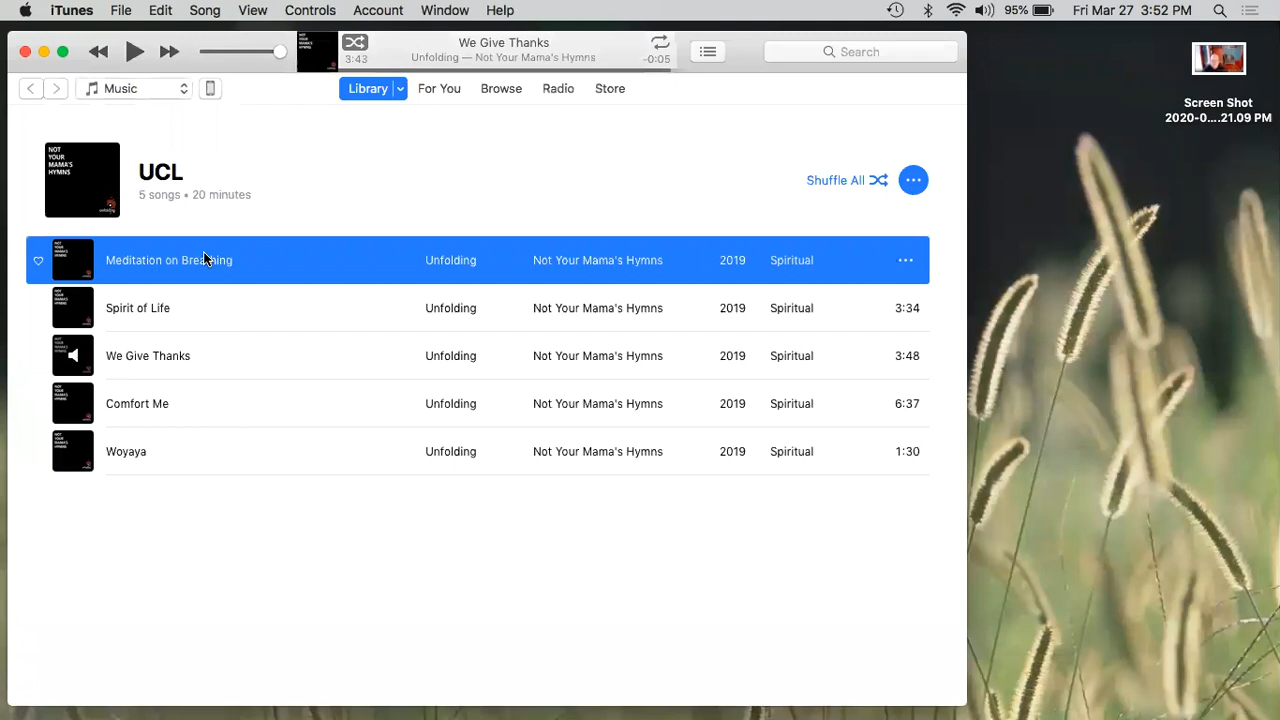 iTunes File Edit Song View Controls Account Window Help 95% Fri Mar 27 3:52 PM
We Give Thanks
3:43 Unfolding — Not Your Mama's Hymns -0:05
Search
Music Library For You Browse Radio Store
Screen Shot
2020-0....21.09 PM
NOT
YOUR
MAMA'S
HYMNS
UCL
5 songs • 20 minutes
Shuffle All
Meditation on Breathing Unfolding Not Your Mama's Hymns 2019 Spiritual
Spirit of Life Unfolding Not Your Mama's Hymns 2019 Spiritual 3:34
We Give Thanks Unfolding Not Your Mama's Hymns 2019 Spiritual 3:48
Comfort Me Unfolding Not Your Mama's Hymns 2019 Spiritual 6:37
Woyaya Unfolding Not Your Mama's Hymns 2019 Spiritual 1:30